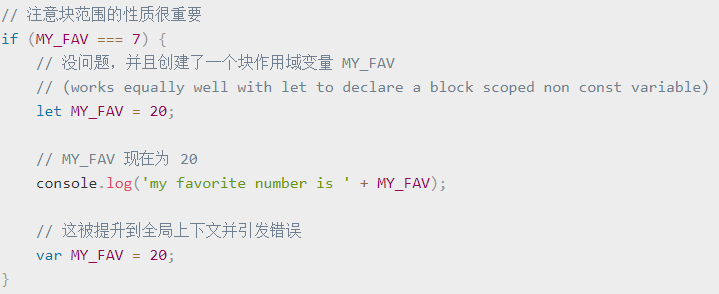 // 注意块范围的性质很重要
if (MY_FAV === 7) {
// 没问题，并且创建了一个块作用域变量 MY_FAV
// (works equally well with let to declare a block scoped non const variable)
let MY_FAV = 20;
// MY_FAV 现在为 20
console.log('my favorite number is ' + MY_FAV);
// 这被提升到全局上下文并引发错误
var MY_FAV = 20;
}